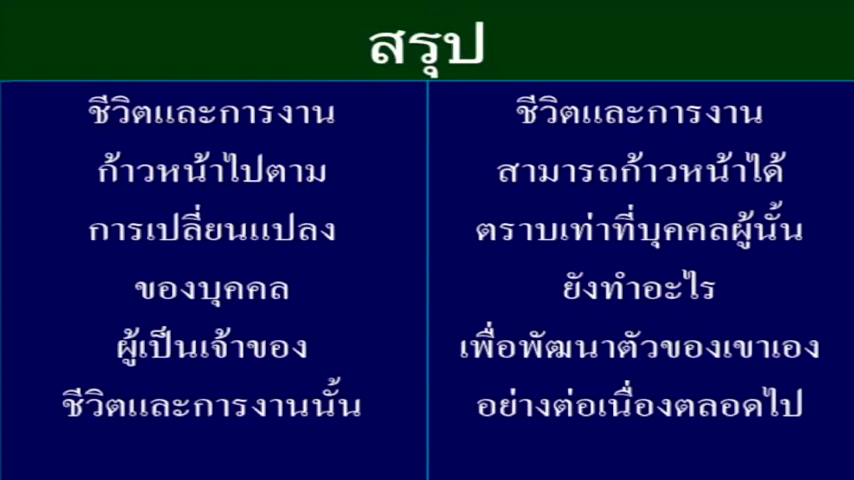 สรุป
ชีวิตและการงาน
ก้าวหน้าไปตาม
การเปลี่ยนแปลง
ของบุคคล
ผู้เป็นเจ้าของ
ชีวิตและการงานนั้น
ชีวิตและการงาน
สามารถก้าวหน้าได้
ตราบเท่าที่บุคคลผู้นั้น
ยังทำอะไร
เพื่อพัฒนาตัวของเขาเอง
อย่างต่อเนื่องตลอดไป